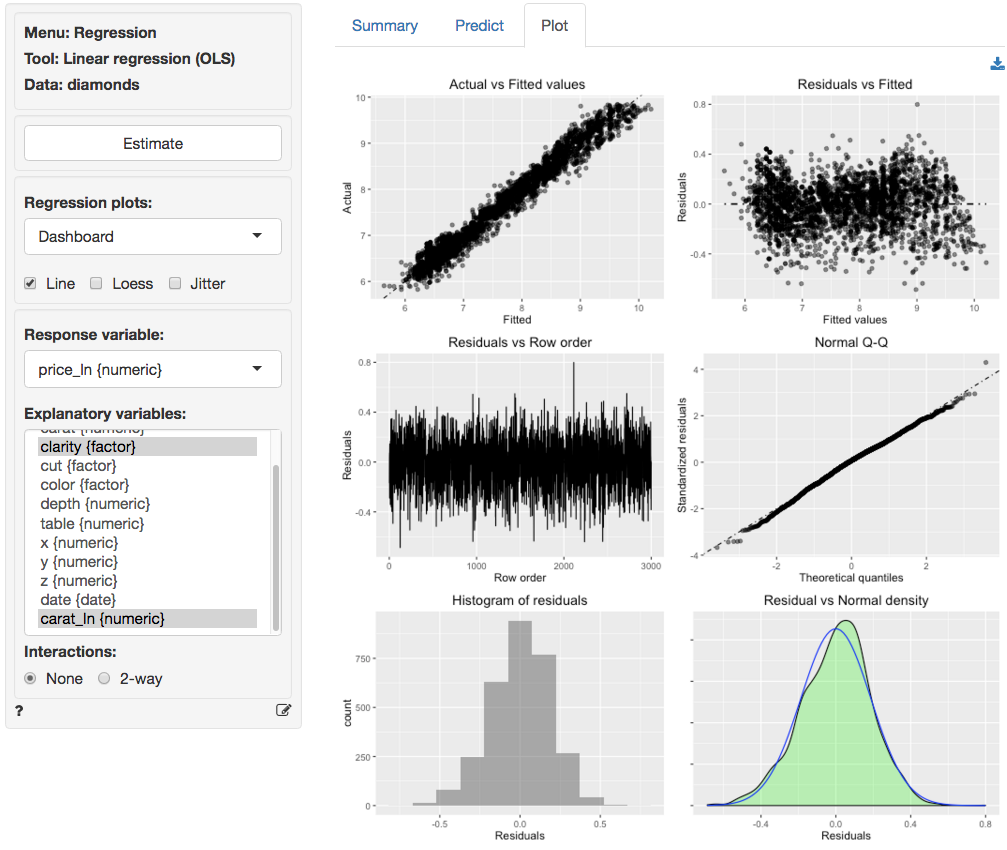 Menu: Regression
Tool: Linear regression (OLS)
Data: diamonds
Estimate
Regression plots:
Dashboard
Line Loess Jitter
Response variable:
price_ln {numeric}
Explanatory variables:
carat {numeric}
clarity {factor}
cut {factor}
color {factor}
depth {numeric}
table {numeric}
x {numeric}
y {numeric}
z {numeric}
date {date}
carat_ln {numeric}
Interactions:
None 2-way
?
Summary Predict Plot
Actual vs Fitted values
Actual
10
9
8
7
6
6 7 8 9 10
Fitted
Residuals vs Fitted
Residuals
0.8
0.4
0.0
-0.4
6 7 8 9 10
Fitted values
Residuals vs Row order
Residuals
0.8
0.4
0.0
-0.4
0 1000 2000 3000
Row order
Normal Q-Q
Standardized residuals
4
2
0
-2
-4
-2 0 2
Theoretical quantiles
Histogram of residuals
count
750
500
250
0
-0.5 0.0 0.5
Residuals
Residual vs Normal density
-0.4 0.0 0.4 0.8
Residuals